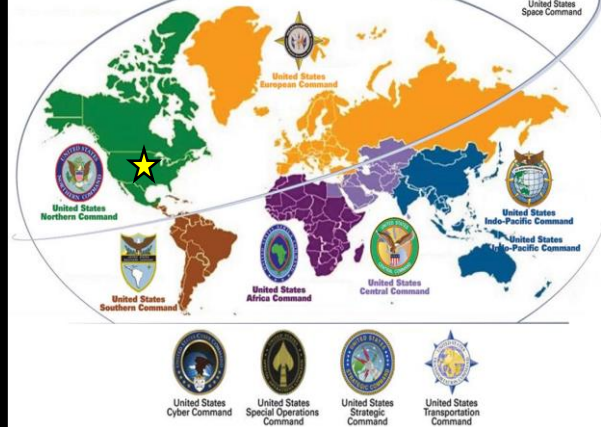 United States
Space Command
United States
European Command
United States
Northern Command
United States
Indo-Pacific Command
United States
Indo-Pacific Command
United States
Southern Command
United States
Africa Command
United States
Central Command
United States
Cyber Command
United States
Special Operations
Command
United States
Strategic
Command
United States
Transportation
Command